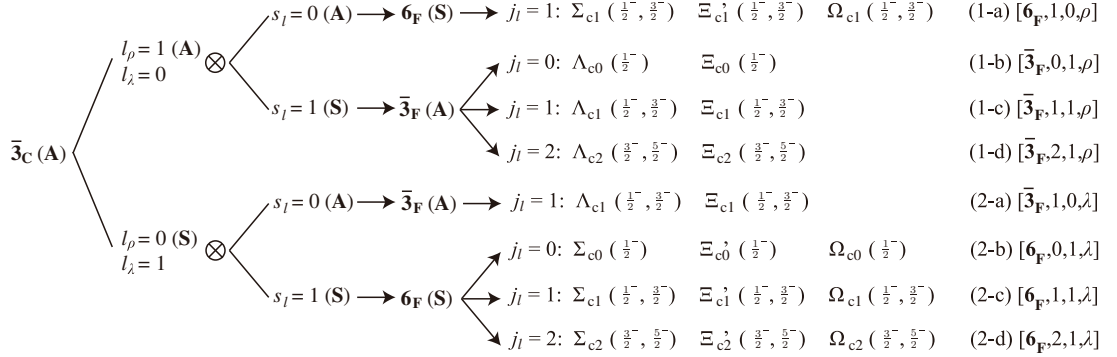 s_l = 0 (A) → 6_F (S) → j_l = 1: Σ_c1 (1/2⁻, 3/2⁻) Ξ'_c1 (1/2⁻, 3/2⁻) Ω_c1 (1/2⁻, 3/2⁻) (1-a) [6_F,1,0,ρ]
l_ρ = 1 (A)
l_λ = 0
⊗
j_l = 0: Λ_c0 (1/2⁻) Ξ_c0 (1/2⁻) (1-b) [3̄_F,0,1,ρ]
s_l = 1 (S) → 3̄_F (A) j_l = 1: Λ_c1 (1/2⁻, 3/2⁻) Ξ_c1 (1/2⁻, 3/2⁻) (1-c) [3̄_F,1,1,ρ]
j_l = 2: Λ_c2 (3/2⁻, 5/2⁻) Ξ_c2 (3/2⁻, 5/2⁻) (1-d) [3̄_F,2,1,ρ]
3̄_C (A)
s_l = 0 (A) → 3̄_F (A) → j_l = 1: Λ_c1 (1/2⁻, 3/2⁻) Ξ_c1 (1/2⁻, 3/2⁻) (2-a) [3̄_F,1,0,λ]
l_ρ = 0 (S)
l_λ = 1
⊗
j_l = 0: Σ_c0 (1/2⁻) Ξ'_c0 (1/2⁻) Ω_c0 (1/2⁻) (2-b) [6_F,0,1,λ]
s_l = 1 (S) → 6_F (S) j_l = 1: Σ_c1 (1/2⁻, 3/2⁻) Ξ'_c1 (1/2⁻, 3/2⁻) Ω_c1 (1/2⁻, 3/2⁻) (2-c) [6_F,1,1,λ]
j_l = 2: Σ_c2 (3/2⁻, 5/2⁻) Ξ'_c2 (3/2⁻, 5/2⁻) Ω_c2 (3/2⁻, 5/2⁻) (2-d) [6_F,2,1,λ]